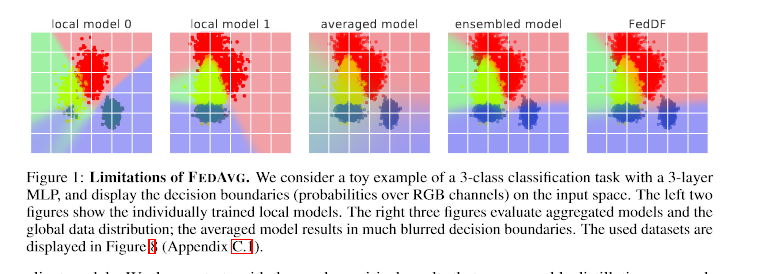 local model 0 local model 1 averaged model ensembled model FedDF
Figure 1: Limitations of FEDAVG. We consider a toy example of a 3-class classification task with a 3-layer
MLP, and display the decision boundaries (probabilities over RGB channels) on the input space. The left two
figures show the individually trained local models. The right three figures evaluate aggregated models and the
global data distribution; the averaged model results in much blurred decision boundaries. The used datasets are
displayed in Figure 8 (Appendix C.1).